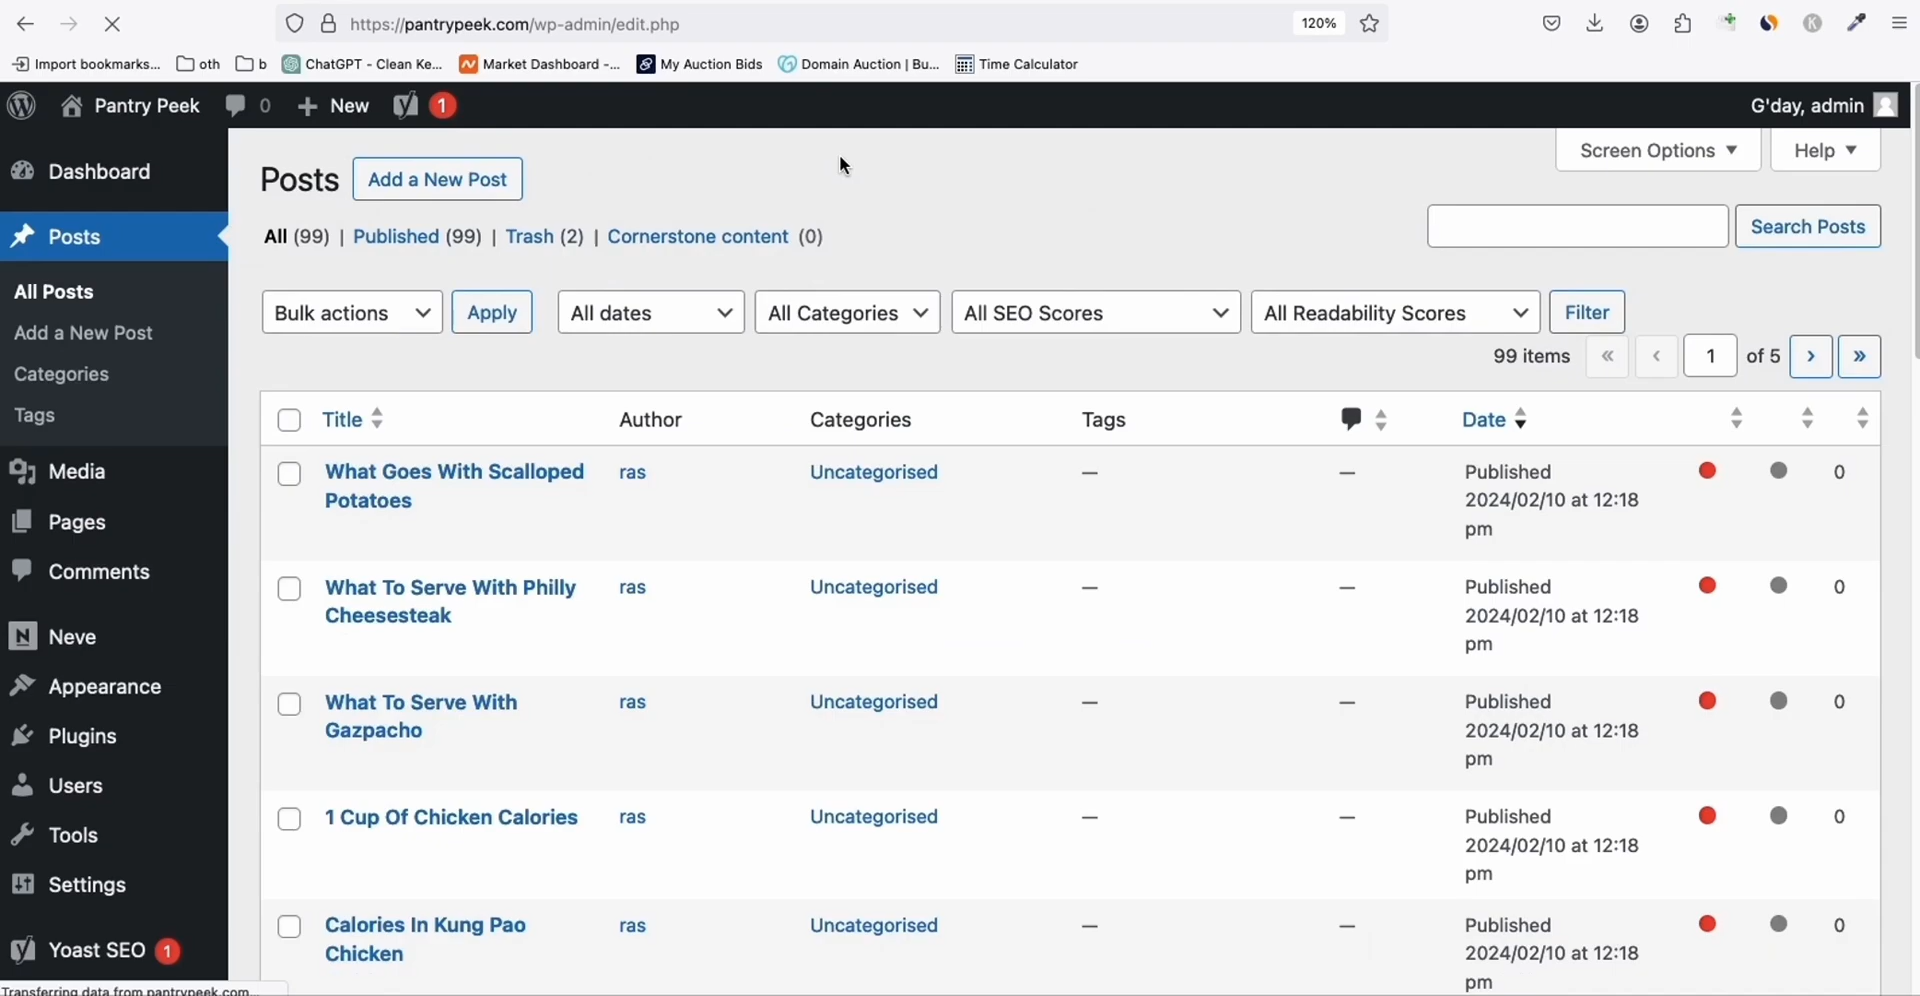 https://pantrypeek.com/wp-admin/edit.php
120%
Import bookmarks...
oth
b
ChatGPT - Clean Ke...
Market Dashboard -...
My Auction Bids
Domain Auction | Bu...
Time Calculator
Pantry Peek
0
New
1
G'day, admin
Dashboard
Posts
All Posts
Add a New Post
Categories
Tags
Media
Pages
Comments
Neve
Appearance
Plugins
Users
Tools
Settings
Yoast SEO 1
Transferring data from pantrypeek.com...
Posts
Add a New Post
Screen Options
Help
All (99) | Published (99) | Trash (2) | Cornerstone content (0)
Search Posts
Bulk actions
Apply
All dates
All Categories
All SEO Scores
All Readability Scores
Filter
99 items « ‹ 1 of 5 › »
Title
Author
Categories
Tags
Date
What Goes With Scalloped
Potatoes
ras
Uncategorised
—
—
Published
2024/02/10 at 12:18
pm
0
What To Serve With Philly
Cheesesteak
ras
Uncategorised
—
—
Published
2024/02/10 at 12:18
pm
0
What To Serve With
Gazpacho
ras
Uncategorised
—
—
Published
2024/02/10 at 12:18
pm
0
1 Cup Of Chicken Calories
ras
Uncategorised
—
—
Published
2024/02/10 at 12:18
pm
0
Calories In Kung Pao
Chicken
ras
Uncategorised
—
—
Published
2024/02/10 at 12:18
pm
0